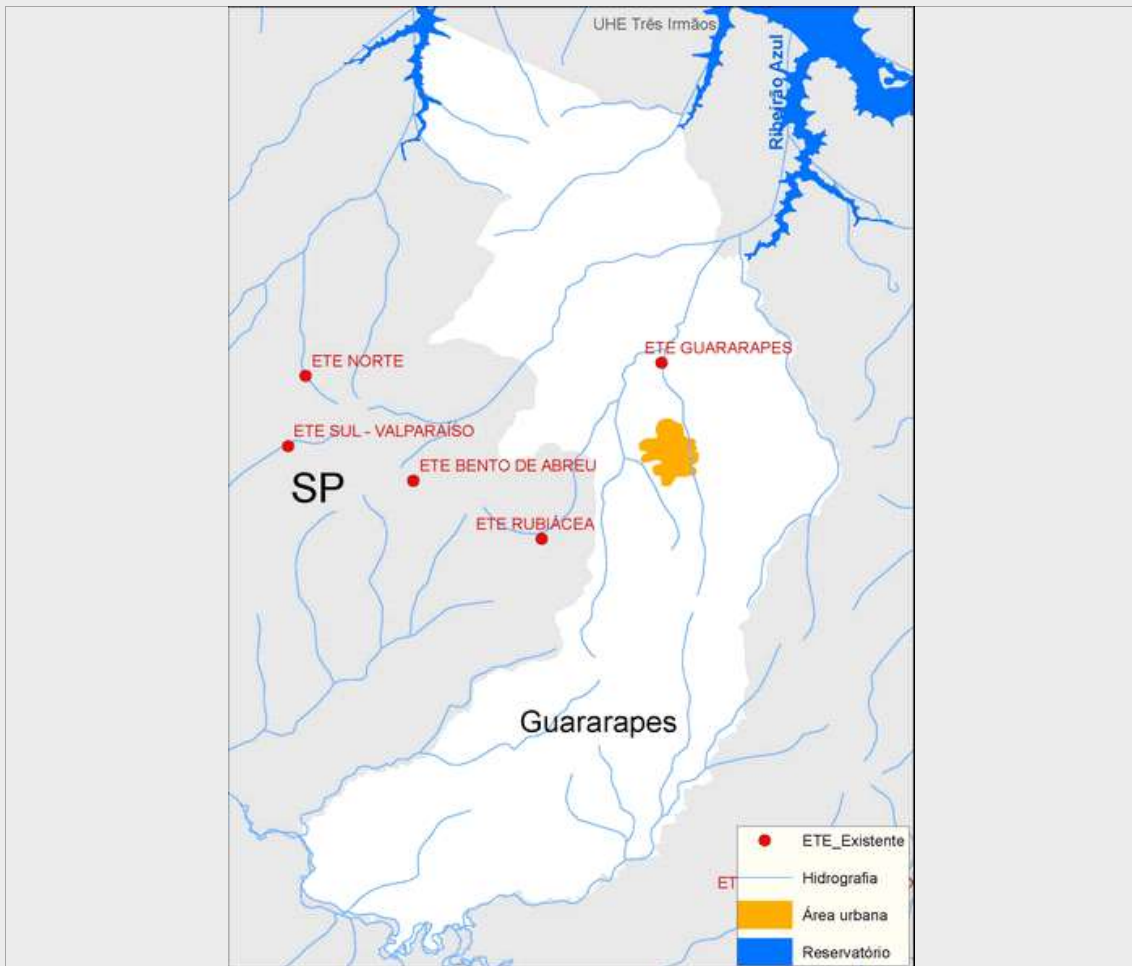 UHE Três Irmãos
Ribeirão Azul
ETE GUARARAPES
ETE NORTE
ETE SUL - VALPARAÍSO
ETE BENTO DE ABREU
SP
ETE RUBIÁCEA
Guararapes
ETE_Existente
Hidrografia
Área urbana
Reservatório